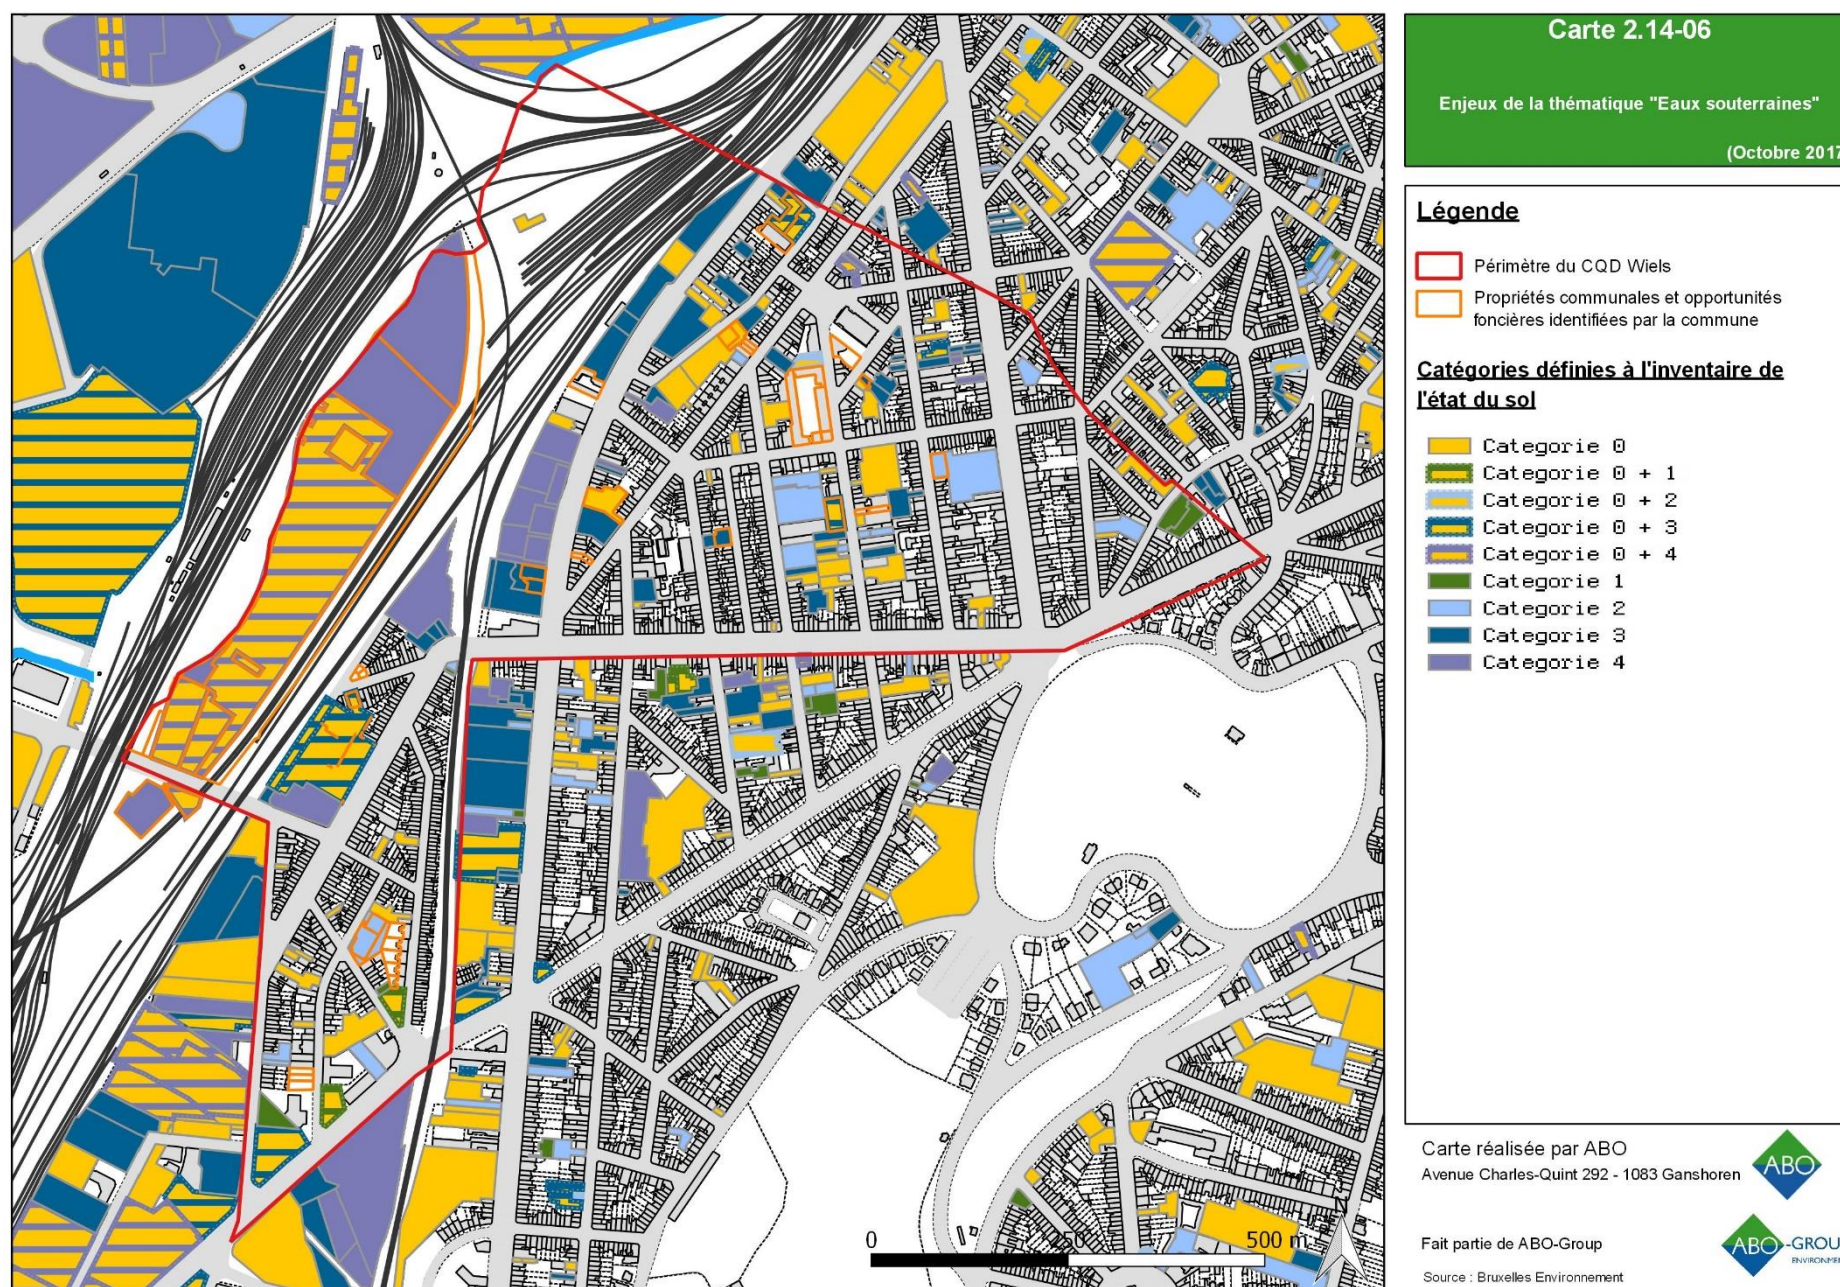 Carte 2.14-06
Enjeux de la thématique "Eaux souterraines"
(Octobre 2017
Légende
Périmètre du CQD Wiels
Propriétés communales et opportunités
foncières identifiées par la commune
Catégories définies à l'inventaire de
l'état du sol
Categorie 0
Categorie 0 + 1
Categorie 0 + 2
Categorie 0 + 3
Categorie 0 + 4
Categorie 1
Categorie 2
Categorie 3
Categorie 4
0 250 500 m
Carte réalisée par ABO
Avenue Charles-Quint 292 - 1083 Ganshoren
ABO
Fait partie de ABO-Group
ABO-GROU
ENVIRONMEN
Source : Bruxelles Environnement